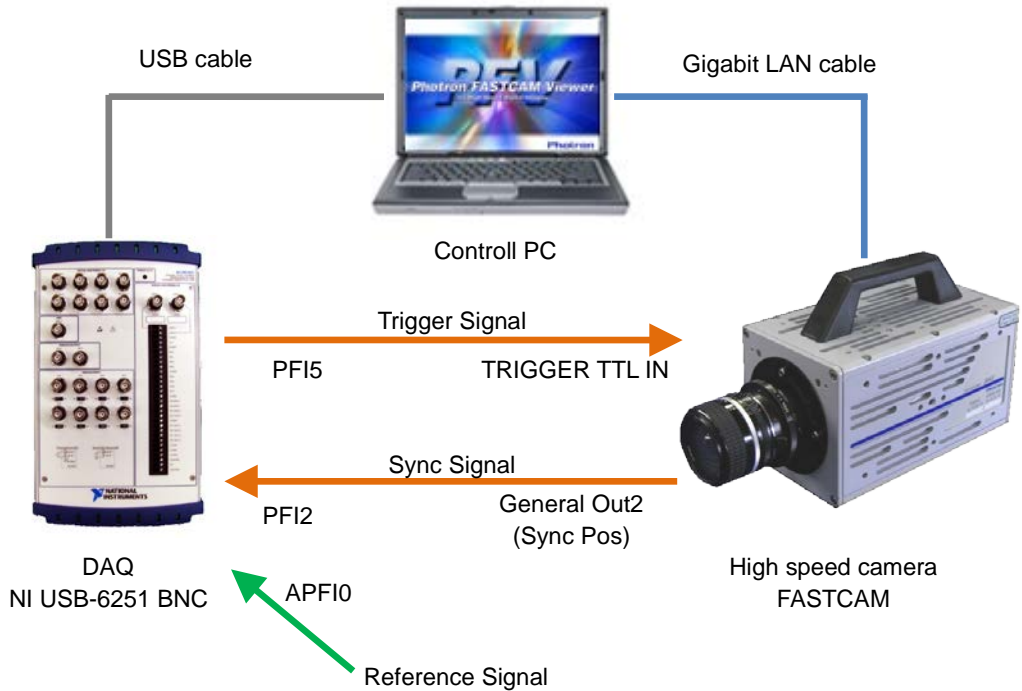 USB cable
Gigabit LAN cable
PFV
Photron FASTCAM Viewer
Photron
Controll PC
Trigger Signal
PFI5
TRIGGER TTL IN
Sync Signal
PFI2
General Out2
(Sync Pos)
NATIONAL
INSTRUMENTS
DAQ
NI USB-6251 BNC
High speed camera
FASTCAM
APFI0
Reference Signal